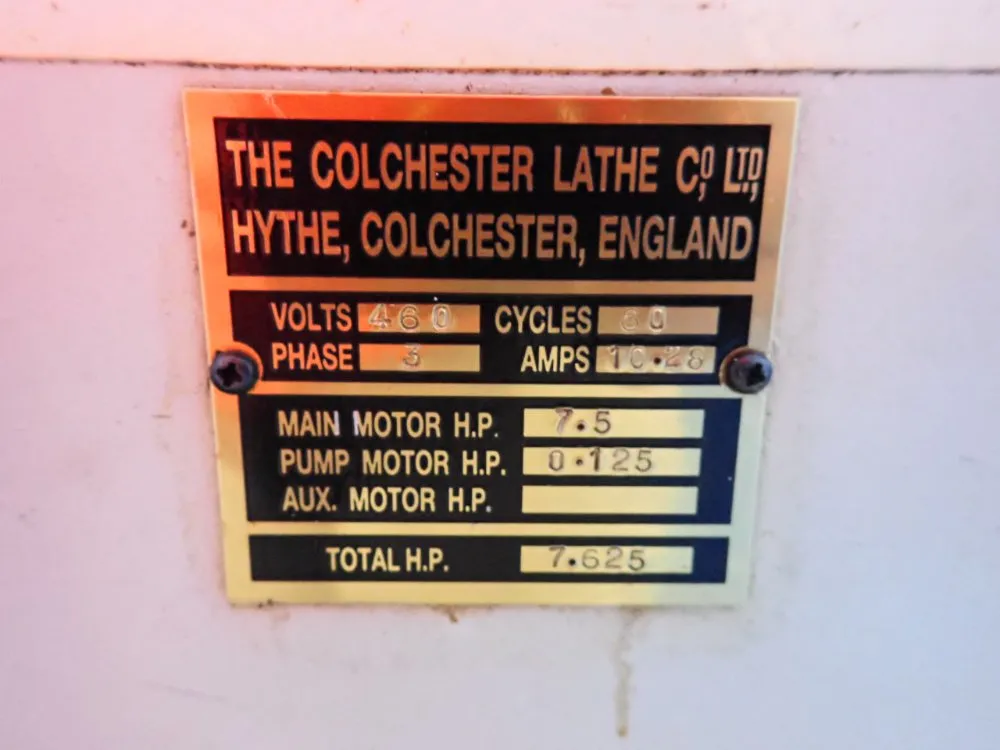 THE COLCHESTER LATHE CO, LTD,
HYTHE, COLCHESTER, ENGLAND
VOLTS 460 CYCLES 60
PHASE 3 AMPS 10.28
MAIN MOTOR H.P. 7.5
PUMP MOTOR H.P. 0.125
AUX. MOTOR H.P.
TOTAL H.P. 7.625